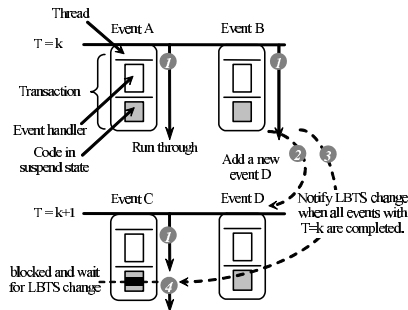 Thread
Event A
Event B
T=k
1
1
Transaction
Event handler
Code in
suspend state
Run through
Add a new
event D
2
3
Event C
Event D
Notify LBTS change
when all events with
T=k are completed.
T=k+1
1
blocked and wait
for LBTS change
4